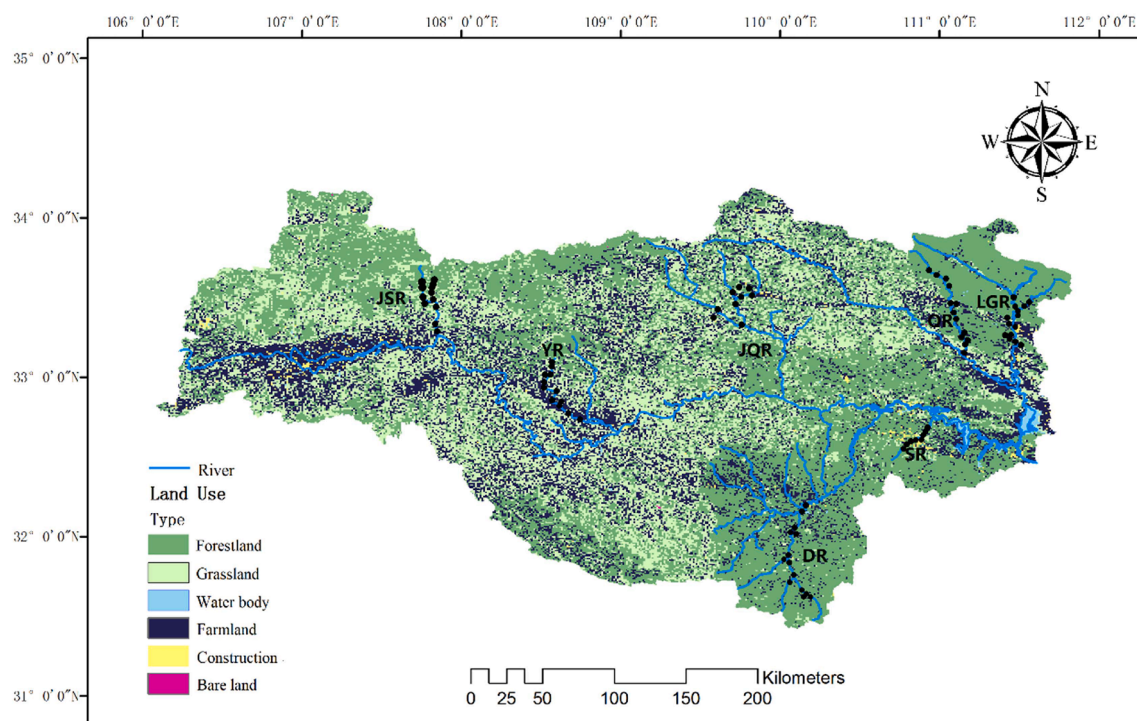 106° 0′0″E 107° 0′0″E 108° 0′0″E 109° 0′0″E 110° 0′0″E 111° 0′0″E 112° 0′0″E
35° 0′0″N
N
W E
S
34° 0′0″N
JSR
LGR
QR
YR
JQR
33° 0′0″N
SR
River
Land Use
Type
32° 0′0″N
Forestland
DR
Grassland
Water body
Farmland
Construction
Bare land
Kilometers
0 25 50 100 150 200
31° 0′0″N